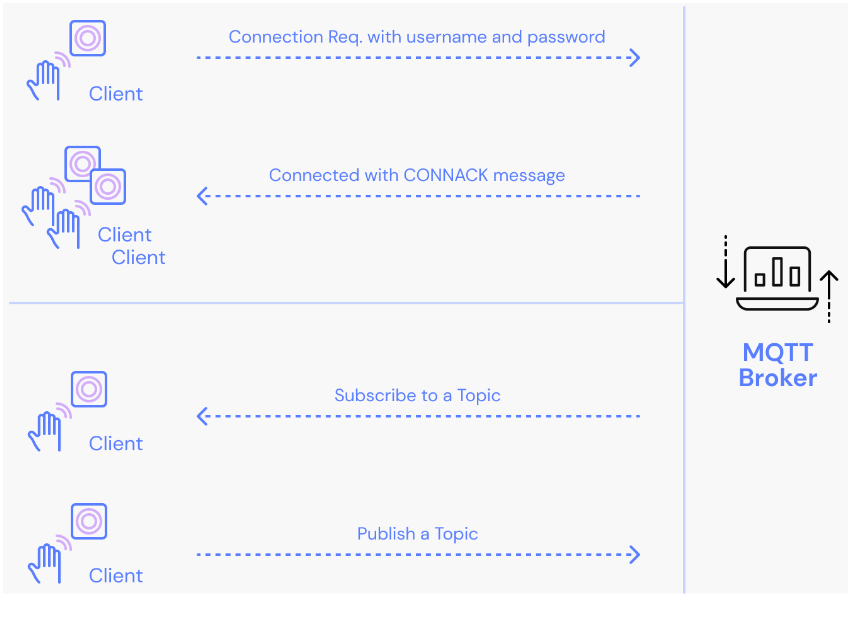 Connection Req. with username and password
Client
Connected with CONNACK message
Client
Client
MQTT
Broker
Subscribe to a Topic
Client
Publish a Topic
Client